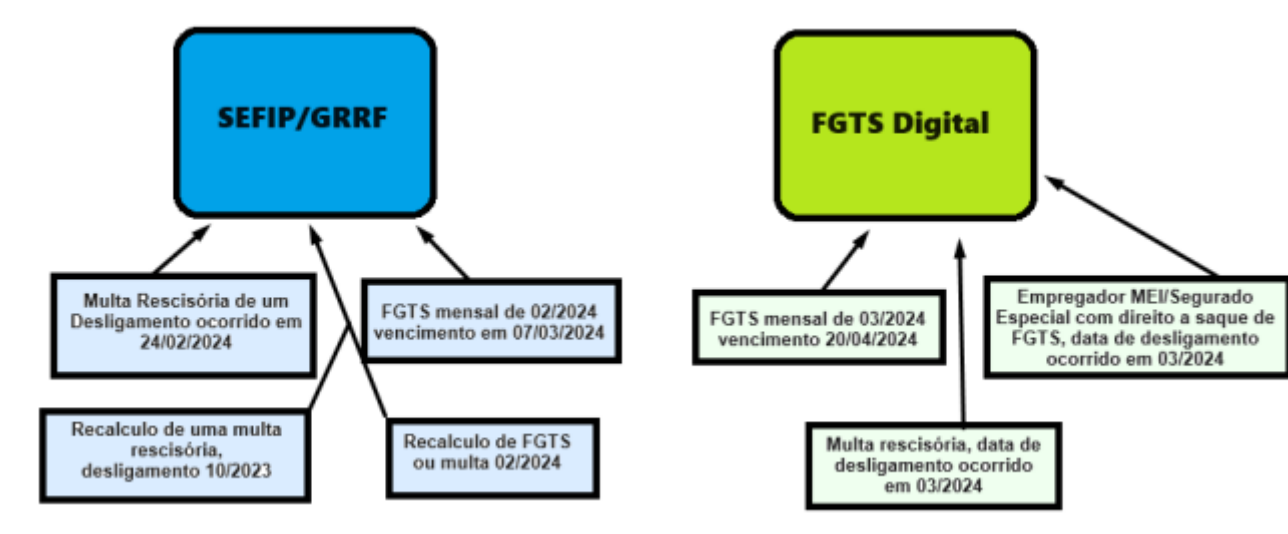 SEFIP/GRRF
Multa Rescisória de um
Desligamento ocorrido em
24/02/2024
FGTS mensal de 02/2024
vencimento em 07/03/2024
Recalculo de uma multa
rescisória,
desligamento 10/2023
Recalculo de FGTS
ou multa 02/2024
FGTS Digital
FGTS mensal de 03/2024
vencimento 20/04/2024
Empregador MEI/Segurado
Especial com direito a saque de
FGTS, data de desligamento
ocorrido em 03/2024
Multa rescisória, data de
desligamento ocorrido
em 03/2024